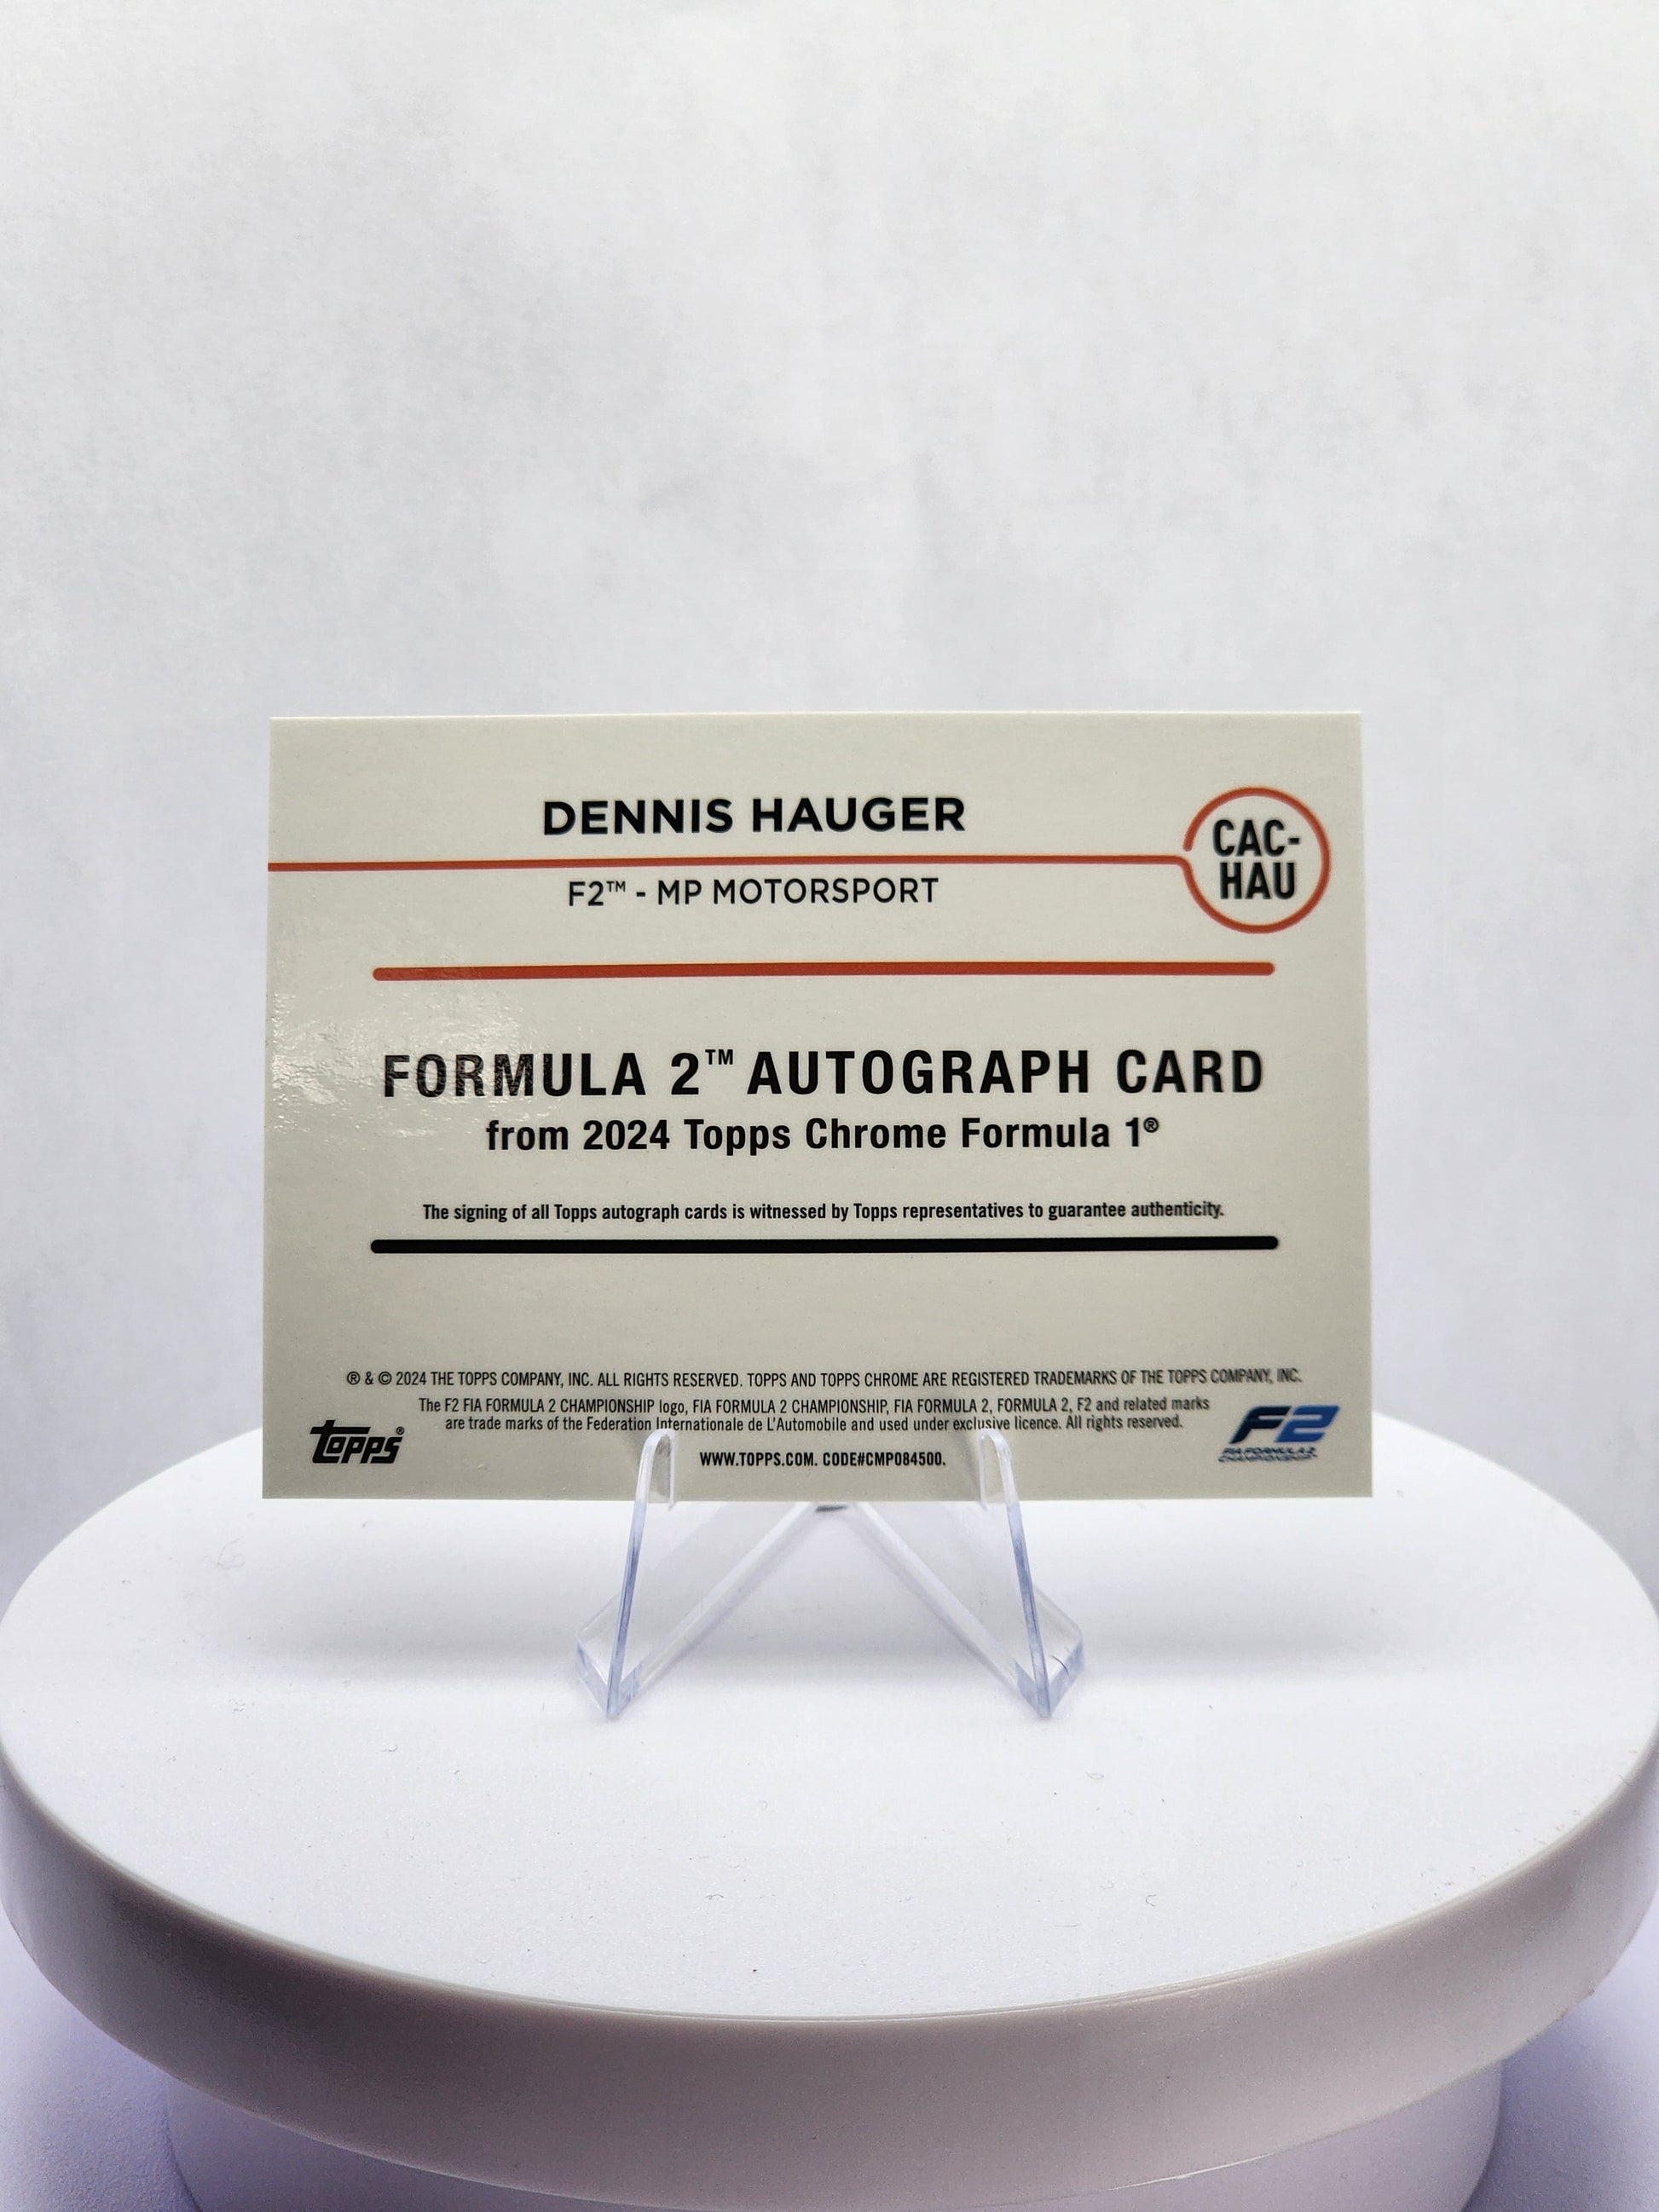 DENNIS HAUGER
CAC-
HAU
F2™ - MP MOTORSPORT
FORMULA 2™ AUTOGRAPH CARD
from 2024 Topps Chrome Formula 1®
The signing of all Topps autograph cards is witnessed by Topps representatives to guarantee authenticity.
® & © 2024 THE TOPPS COMPANY, INC. ALL RIGHTS RESERVED. TOPPS AND TOPPS CHROME ARE REGISTERED TRADEMARKS OF THE TOPPS COMPANY, INC.
The F2 FIA FORMULA 2 CHAMPIONSHIP logo, FIA FORMULA 2 CHAMPIONSHIP, FIA FORMULA 2, FORMULA 2, F2 and related marks
are trade marks of the Federation Internationale de L'Automobile and used under exclusive licence. All rights reserved.
topps®
WWW.TOPPS.COM. CODE#CMP084500.
F2
FIA FORMULA 2
CHAMPIONSHIP